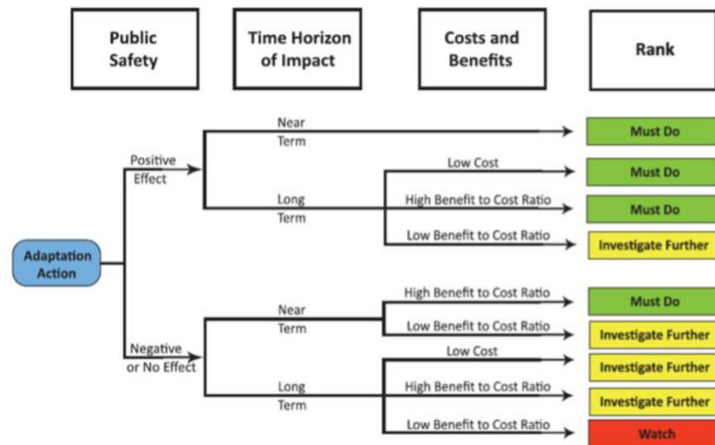 Public
Safety
Time Horizon
of Impact
Costs and
Benefits
Rank
Near
Term
Must Do
Positive
Effect
Low Cost
Must Do
Long
Term
High Benefit to Cost Ratio
Must Do
Low Benefit to Cost Ratio
Investigate Further
Adaptation
Action
High Benefit to Cost Ratio
Must Do
Near
Term
Low Benefit to Cost Ratio
Investigate Further
Negative
or No Effect
Low Cost
Investigate Further
Long
Term
High Benefit to Cost Ratio
Investigate Further
Low Benefit to Cost Ratio
Watch